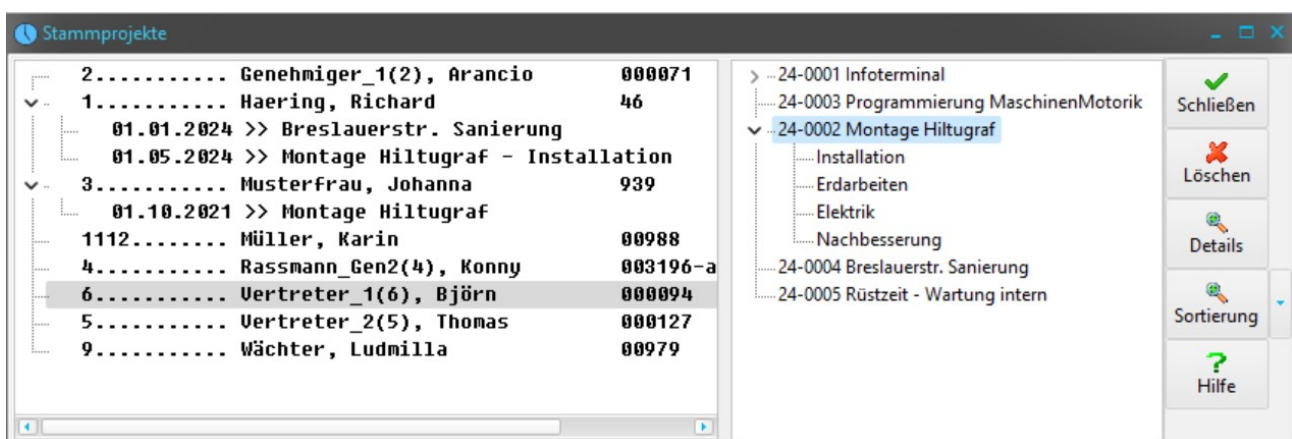 Stammprojekte
2........... Genehmiger_1(2), Arancio 000071
1........... Haering, Richard 46
01.01.2024 >> Breslauerstr. Sanierung
01.05.2024 >> Montage Hiltugraf - Installation
3........... Musterfrau, Johanna 939
01.10.2021 >> Montage Hiltugraf
1112........ Müller, Karin 00988
4........... Rassmann_Gen2(4), Konny 003196-a
6........... Vertreter_1(6), Björn 000094
5........... Vertreter_2(5), Thomas 000127
9........... Wächter, Ludmilla 00979
24-0001 Infoterminal
24-0003 Programmierung MaschinenMotorik
24-0002 Montage Hiltugraf
Installation
Erdarbeiten
Elektrik
Nachbesserung
24-0004 Breslauerstr. Sanierung
24-0005 Rüstzeit - Wartung intern
Schließen
Löschen
Details
Sortierung
Hilfe